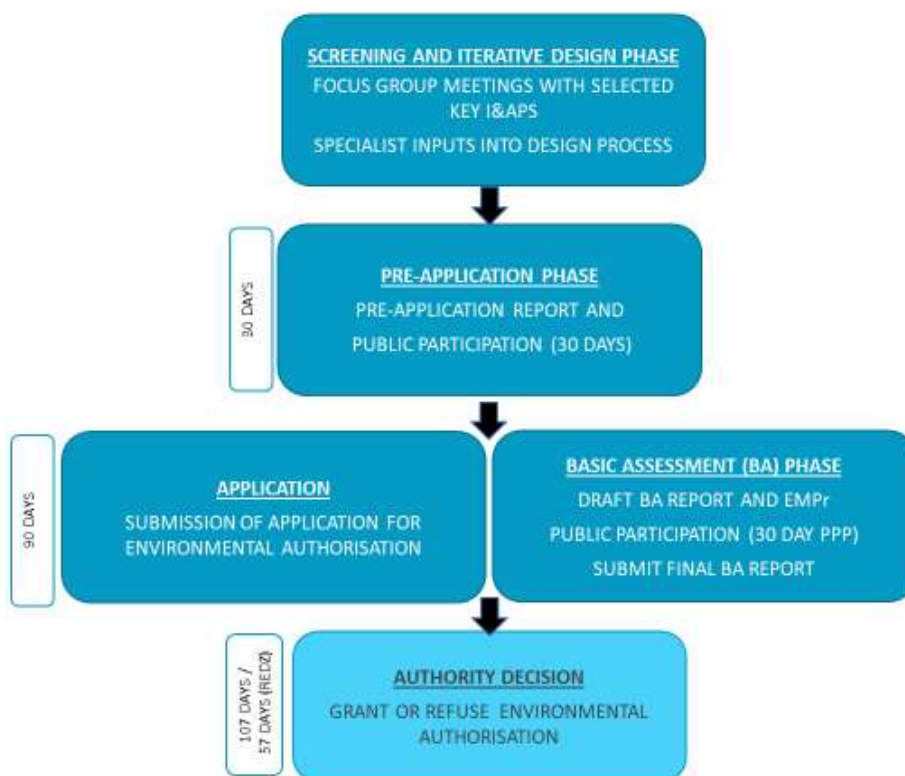 SCREENING AND ITERATIVE DESIGN PHASE
FOCUS GROUP MEETINGS WITH SELECTED
KEY I&APS
SPECIALIST INPUTS INTO DESIGN PROCESS
30 DAYS
PRE-APPLICATION PHASE
PRE-APPLICATION REPORT AND
PUBLIC PARTICIPATION (30 DAYS)
90 DAYS
APPLICATION
SUBMISSION OF APPLICATION FOR
ENVIRONMENTAL AUTHORISATION
BASIC ASSESSMENT (BA) PHASE
DRAFT BA REPORT AND EMPr
PUBLIC PARTICIPATION (30 DAY PPP)
SUBMIT FINAL BA REPORT
107 DAYS /
57 DAYS (REDZ)
AUTHORITY DECISION
GRANT OR REFUSE ENVIRONMENTAL
AUTHORISATION